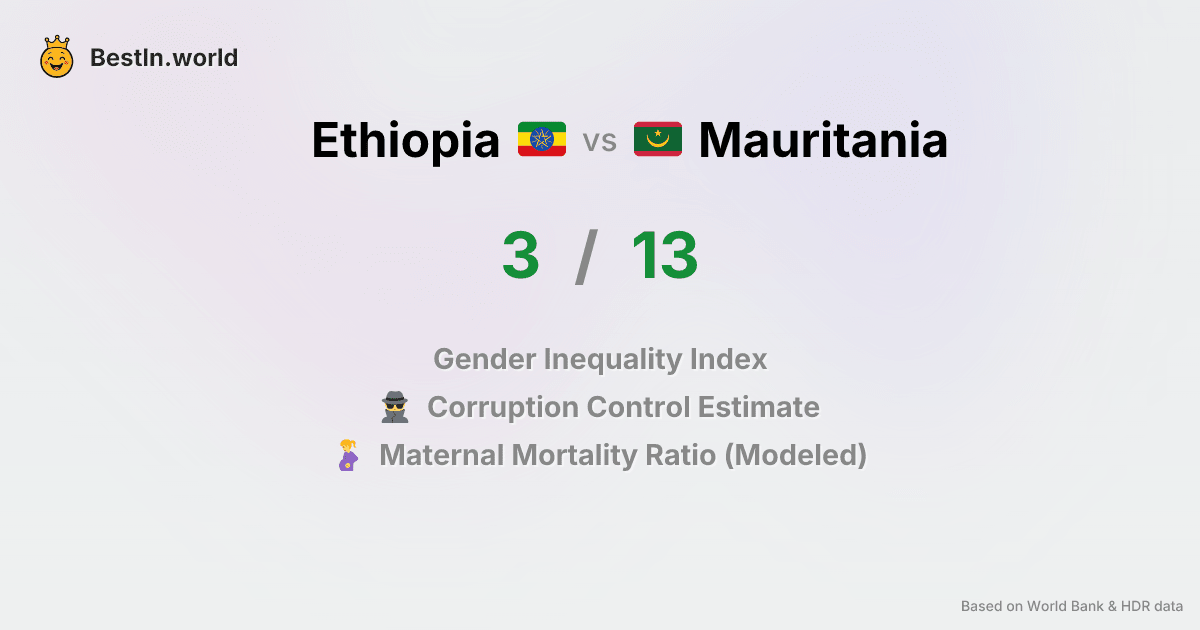 BestIn.world
Ethiopia vs Mauritania
3 / 13
Gender Inequality Index
Corruption Control Estimate
Maternal Mortality Ratio (Modeled)
Based on World Bank & HDR data